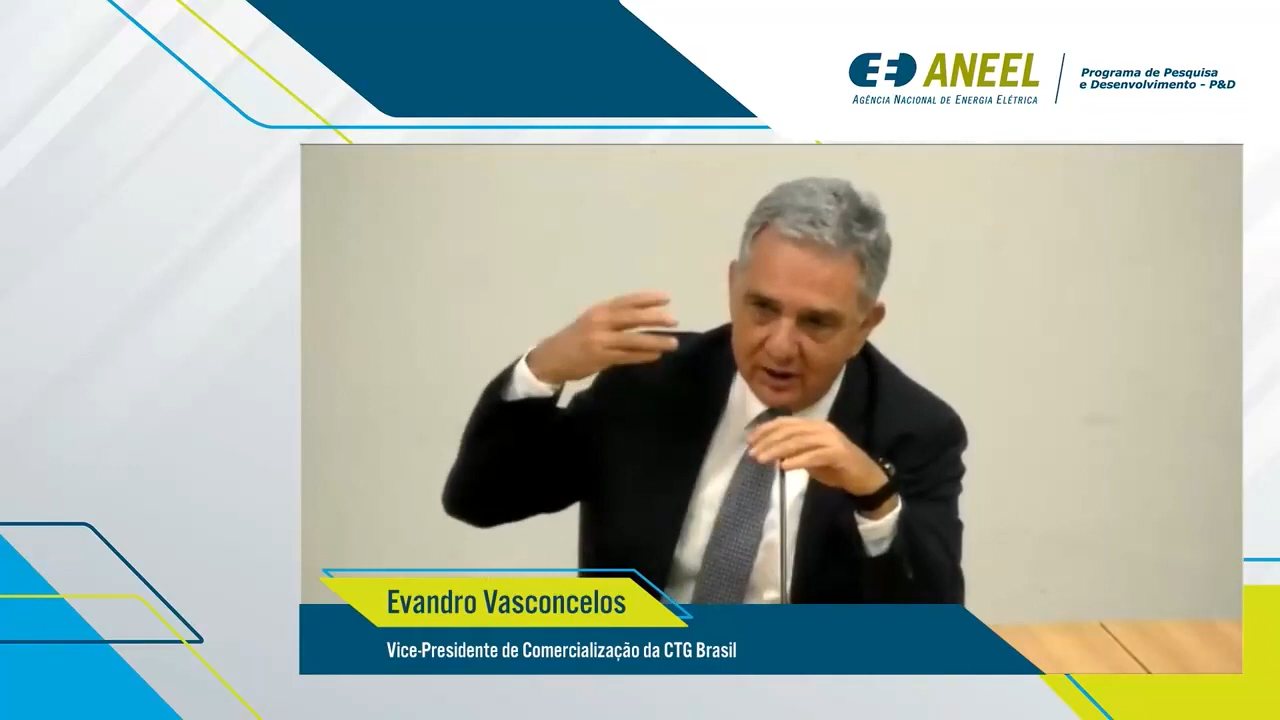 ANEEL
AGÊNCIA NACIONAL DE ENERGIA ELÉTRICA
Programa de Pesquisa
e Desenvolvimento - P&D
Evandro Vasconcelos
Vice-Presidente de Comercialização da CTG Brasil